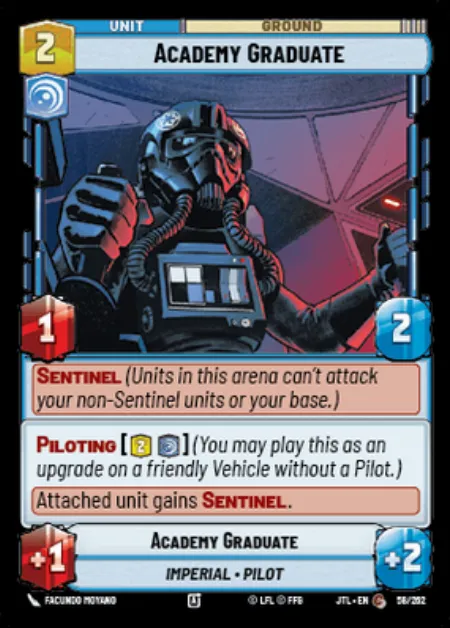 UNIT GROUND
2 ACADEMY GRADUATE
1 2
SENTINEL (Units in this arena can't attack
your non-Sentinel units or your base.)
PILOTING [2 ] (You may play this as an
upgrade on a friendly Vehicle without a Pilot.)
Attached unit gains SENTINEL.
ACADEMY GRADUATE
+1 +2
IMPERIAL • PILOT
FACUNDO MOYANO A © LFL © FFG JTL • EN C 58/262